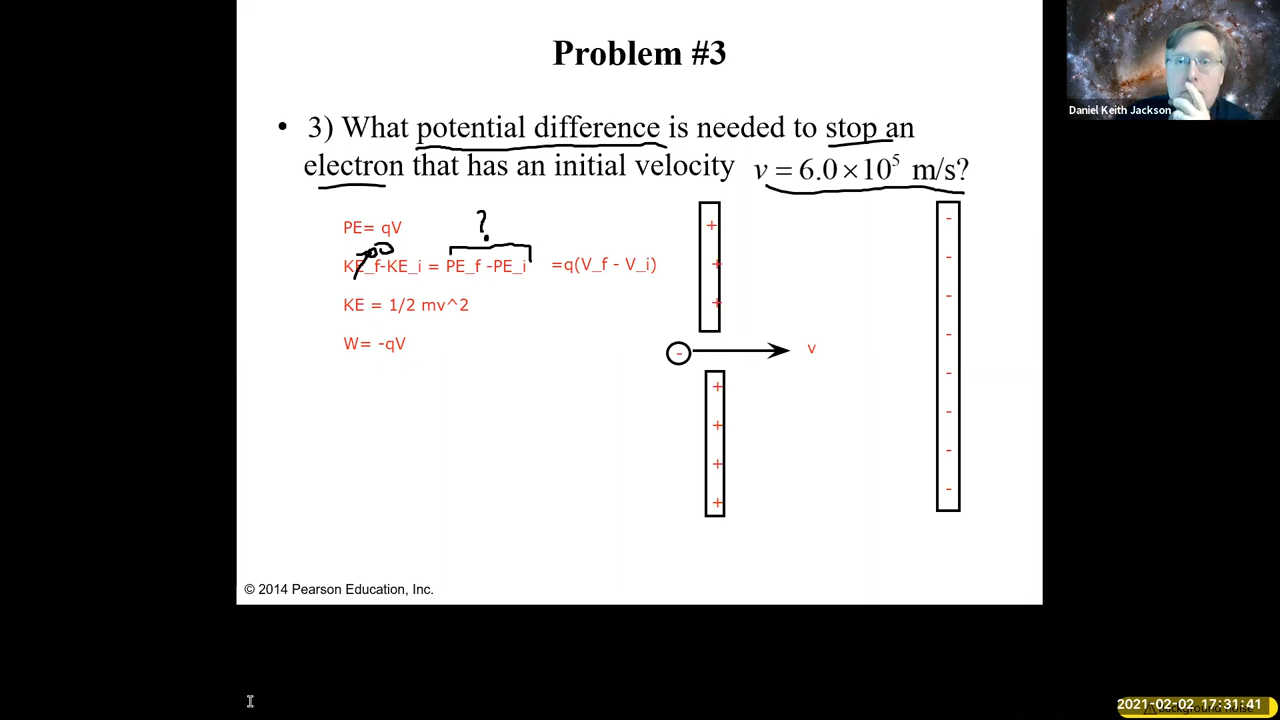 Problem #3
Daniel Keith Jackson
• 3) What potential difference is needed to stop an
electron that has an initial velocity v = 6.0×10⁵ m/s?
PE= qV
?
0
KE_f-KE_i = PE_f -PE_i =q(V_f - V_i)
KE = 1/2 mv^2
W= -qV
+
+
+
- v
+
+
+
+
-
-
-
-
-
-
-
-
© 2014 Pearson Education, Inc.
2021-02-02 17:31:41